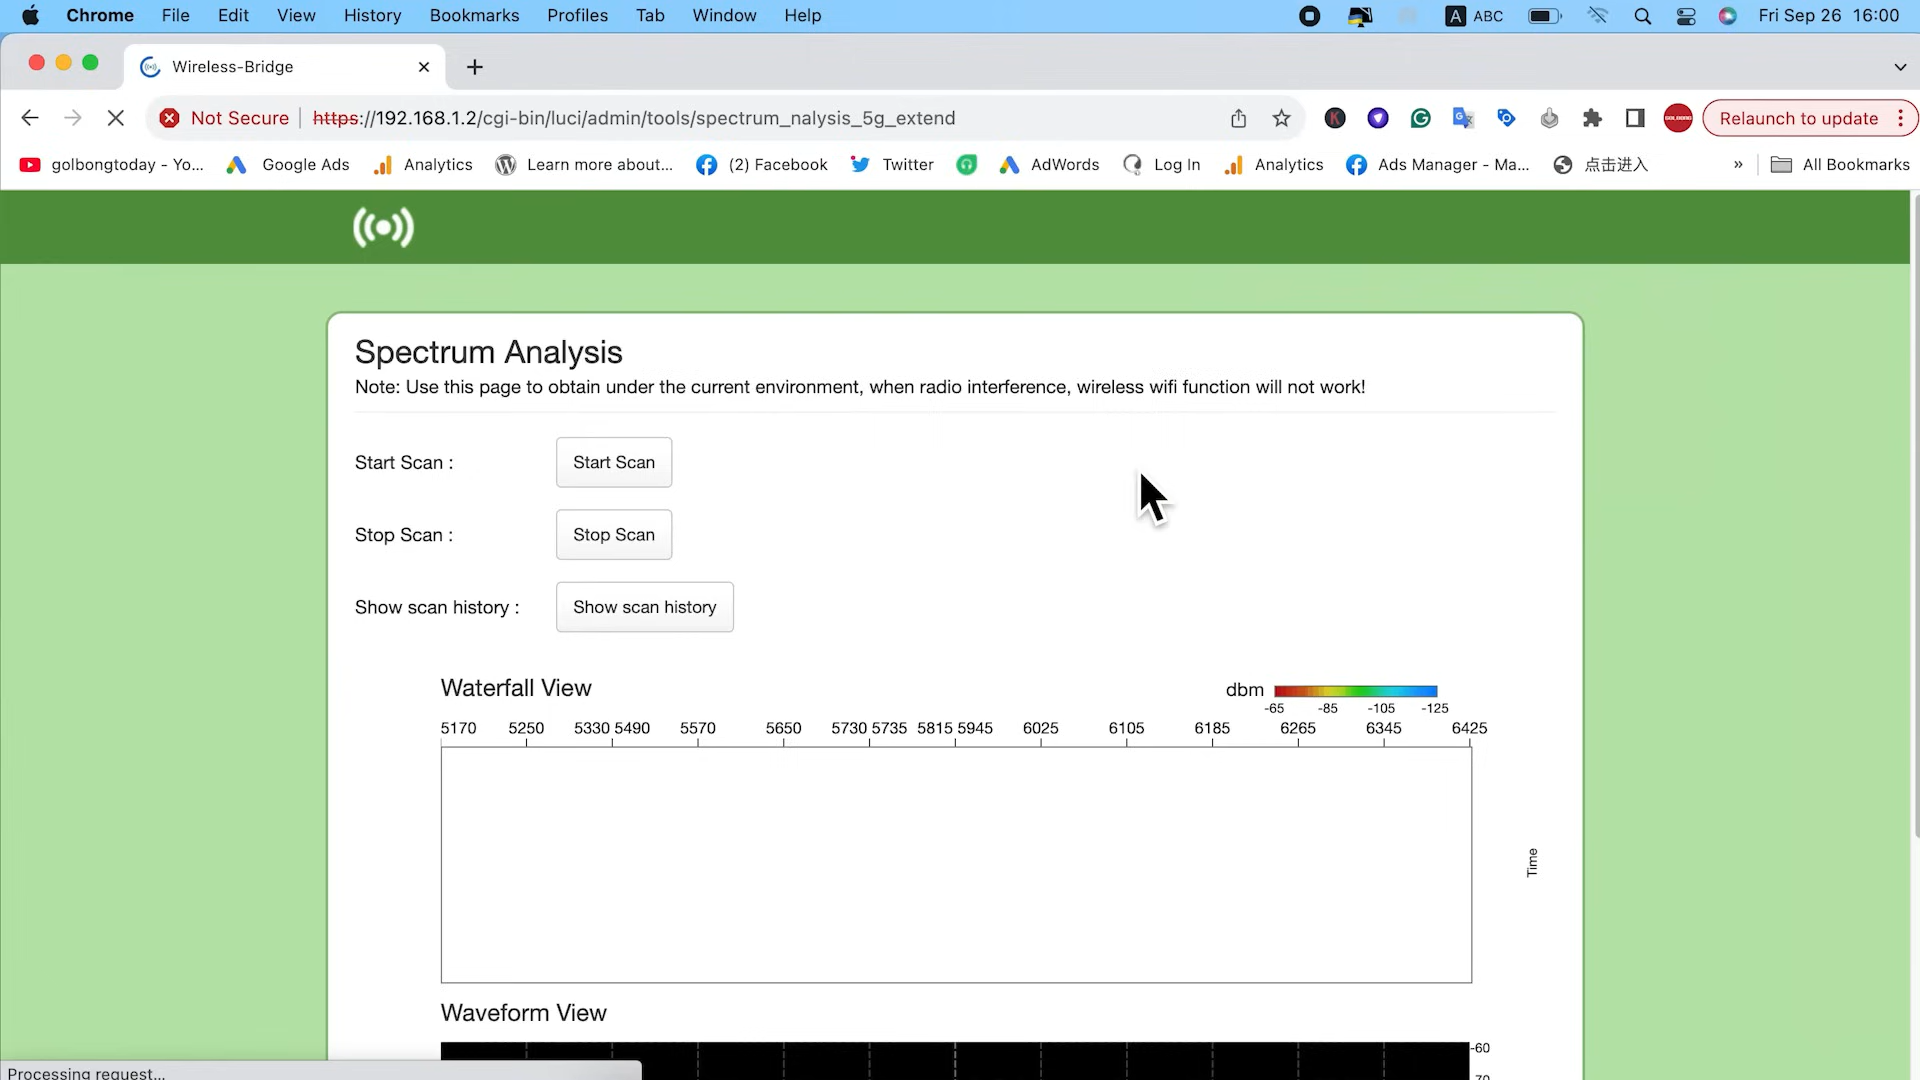 Chrome File Edit View History Bookmarks Profiles Tab Window Help A ABC Fri Sep 26 16:00
Wireless-Bridge
Not Secure https://192.168.1.2/cgi-bin/luci/admin/tools/spectrum_nalysis_5g_extend Relaunch to update
golbongtoday - Yo... Google Ads Analytics Learn more about... (2) Facebook Twitter AdWords Log In Analytics Ads Manager - Ma... 点击进入 » All Bookmarks
Spectrum Analysis
Note: Use this page to obtain under the current environment, when radio interference, wireless wifi function will not work!
Start Scan : Start Scan
Stop Scan : Stop Scan
Show scan history : Show scan history
Waterfall View dbm
-65 -85 -105 -125
5170 5250 5330 5490 5570 5650 5730 5735 5815 5945 6025 6105 6185 6265 6345 6425
Time
Waveform View
-60
-70
Processing request...